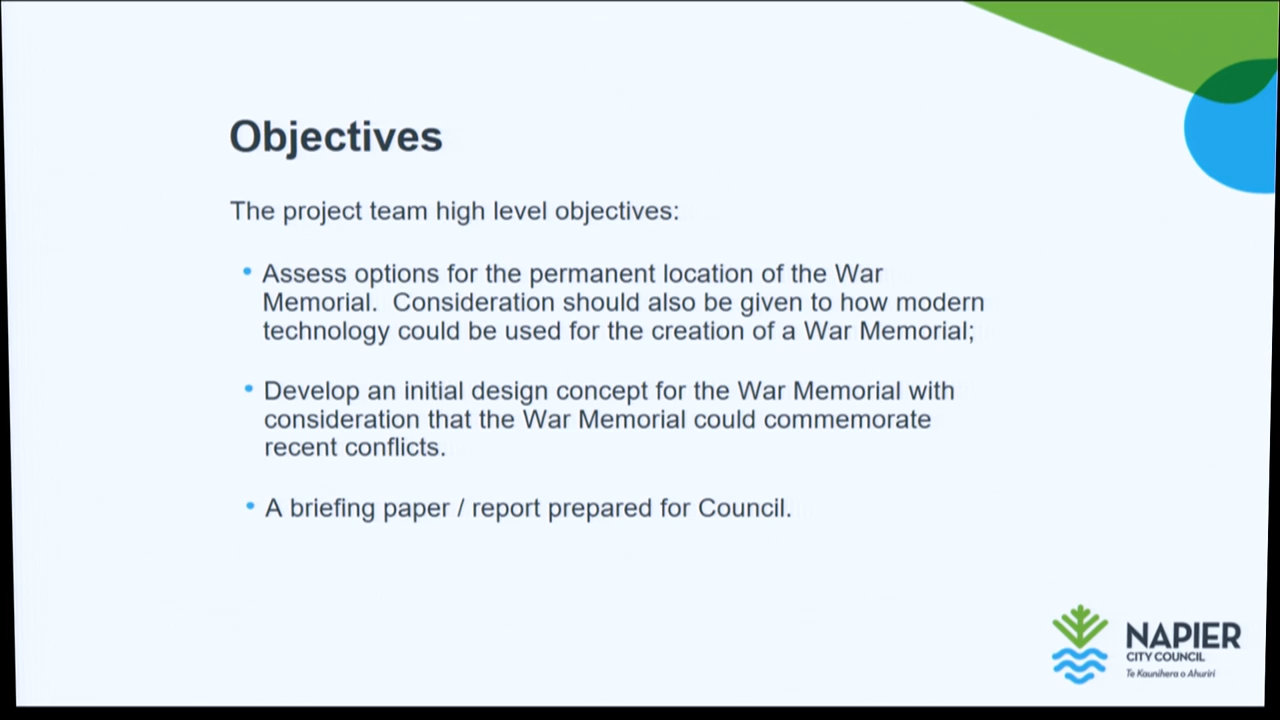 Objectives
The project team high level objectives:
• Assess options for the permanent location of the War
Memorial.  Consideration should also be given to how modern
technology could be used for the creation of a War Memorial;
• Develop an initial design concept for the War Memorial with
consideration that the War Memorial could commemorate
recent conflicts.
• A briefing paper / report prepared for Council.
NAPIER
CITY COUNCIL
Te Kaunihera o Ahuriri